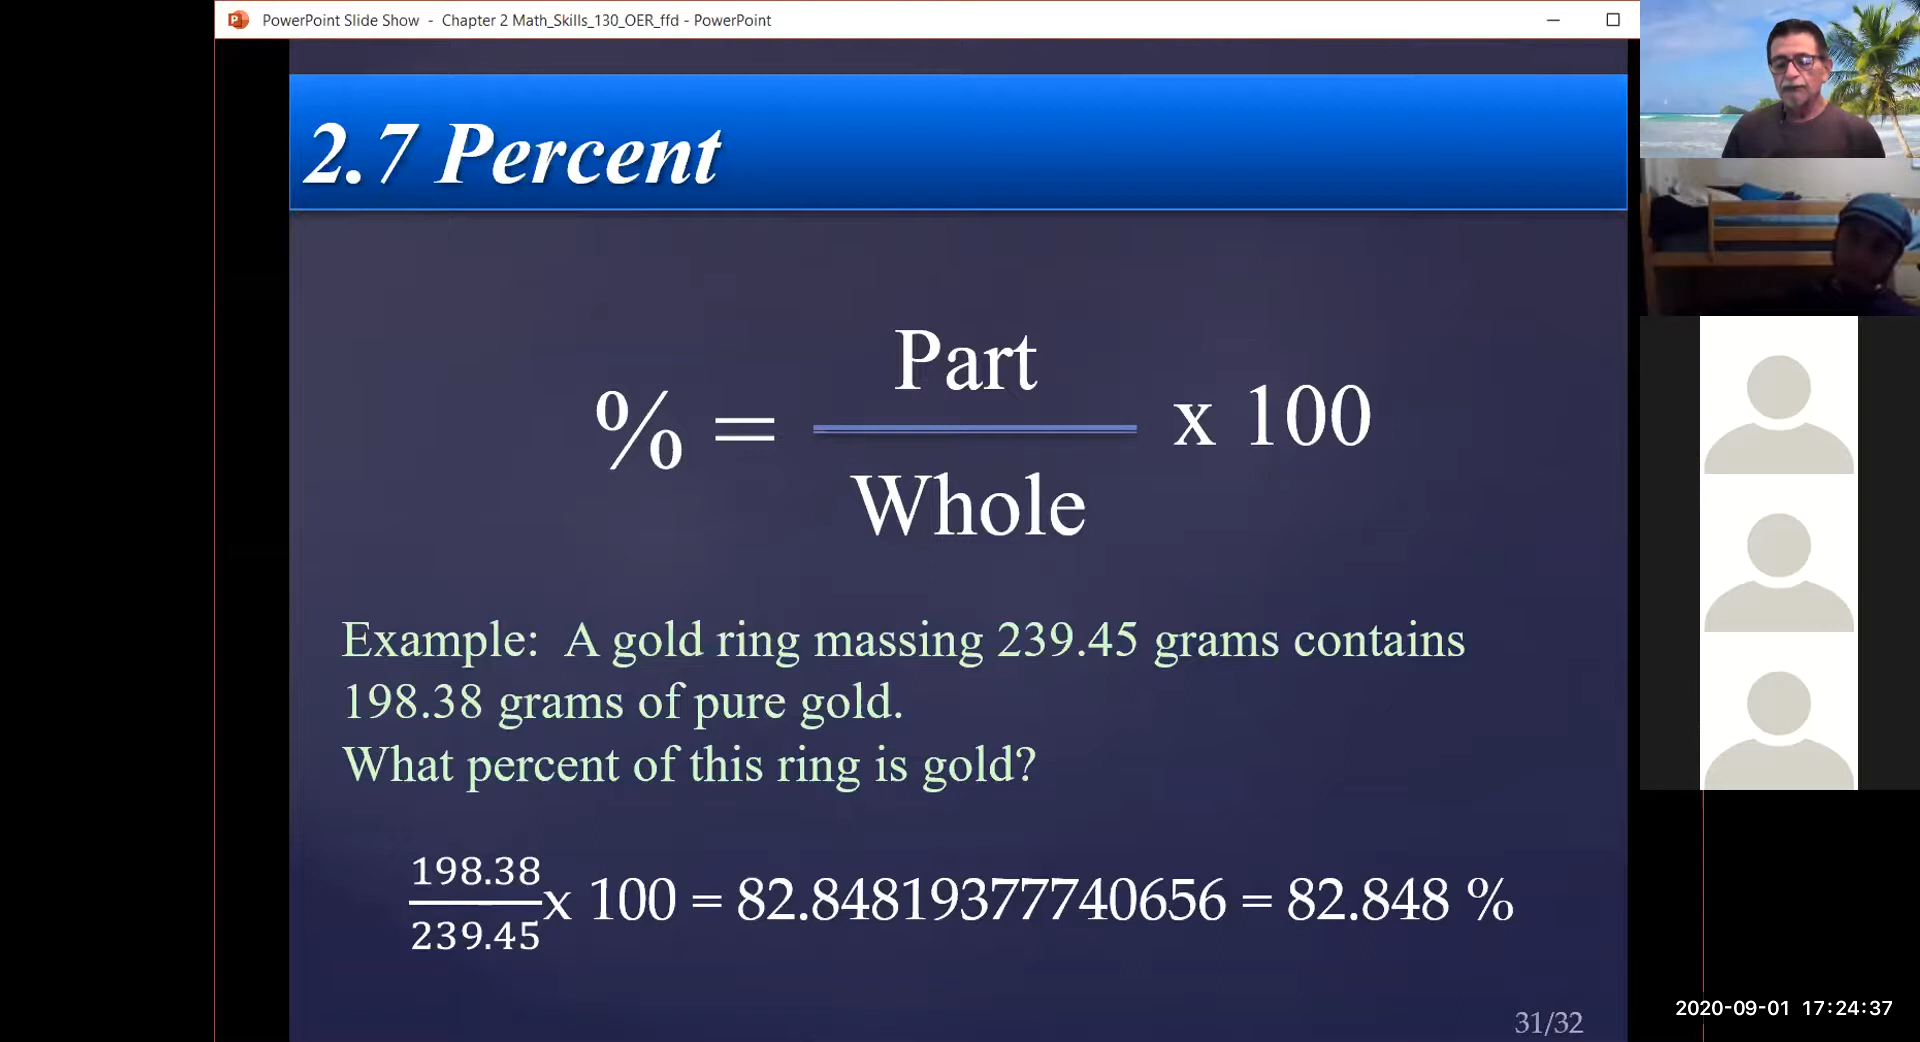 PowerPoint Slide Show - Chapter 2 Math_Skills_130_OER_ffd - PowerPoint
2.7 Percent
% = Part / Whole x 100
Example: A gold ring massing 239.45 grams contains
198.38 grams of pure gold.
What percent of this ring is gold?
198.38 / 239.45 x 100 = 82.84819377740656 = 82.848 %
31/32
2020-09-01 17:24:37